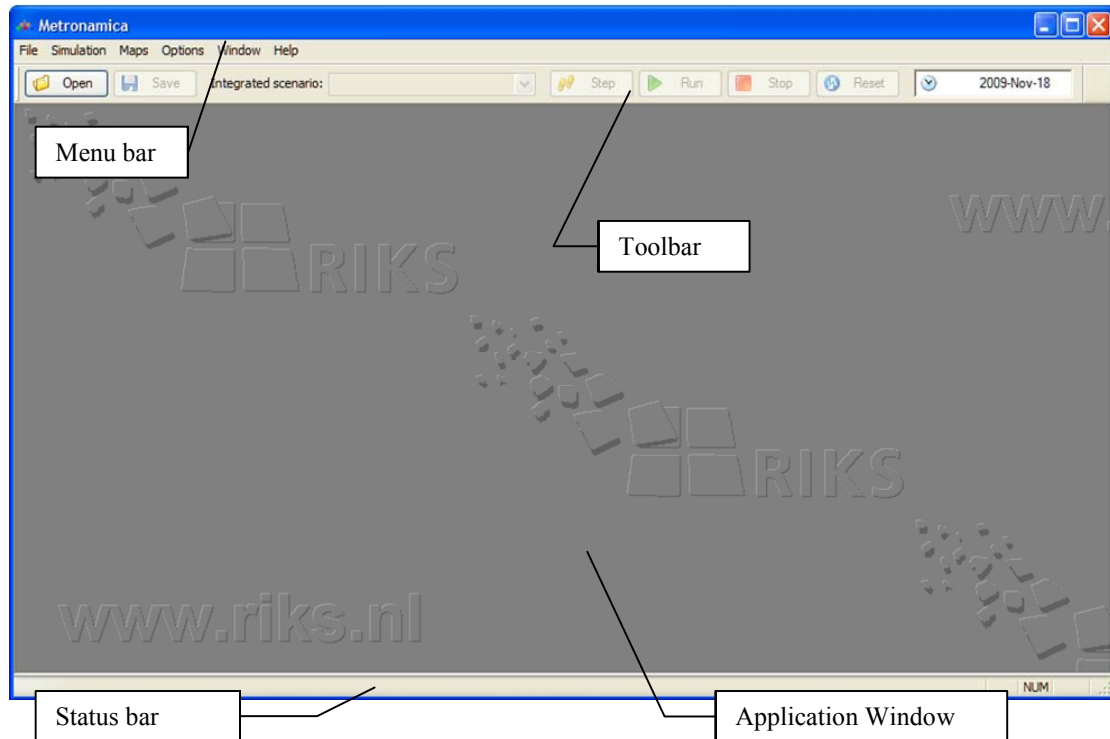 Metronamica
File Simulation Maps Options Window Help
Open Save Integrated scenario: Step Run Stop Reset 2009-Nov-18
Menu bar
www.
Toolbar
RIKS
RIKS
www.riks.nl
NUM
Status bar
Application Window